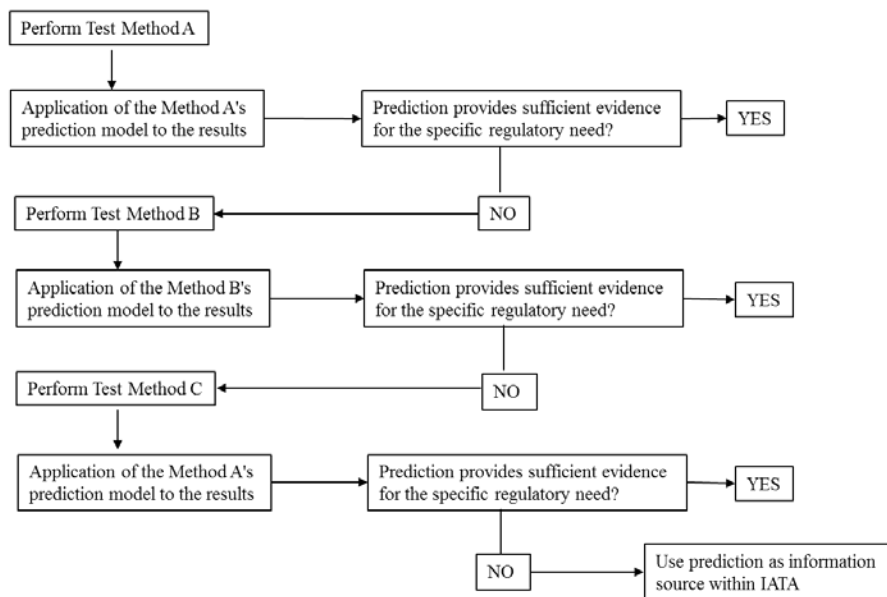 Perform Test Method A
Application of the Method A's
prediction model to the results
Prediction provides sufficient evidence
for the specific regulatory need?
YES
NO
Perform Test Method B
Application of the Method B's
prediction model to the results
Prediction provides sufficient evidence
for the specific regulatory need?
YES
NO
Perform Test Method C
Application of the Method A's
prediction model to the results
Prediction provides sufficient evidence
for the specific regulatory need?
YES
NO
Use prediction as information
source within IATA